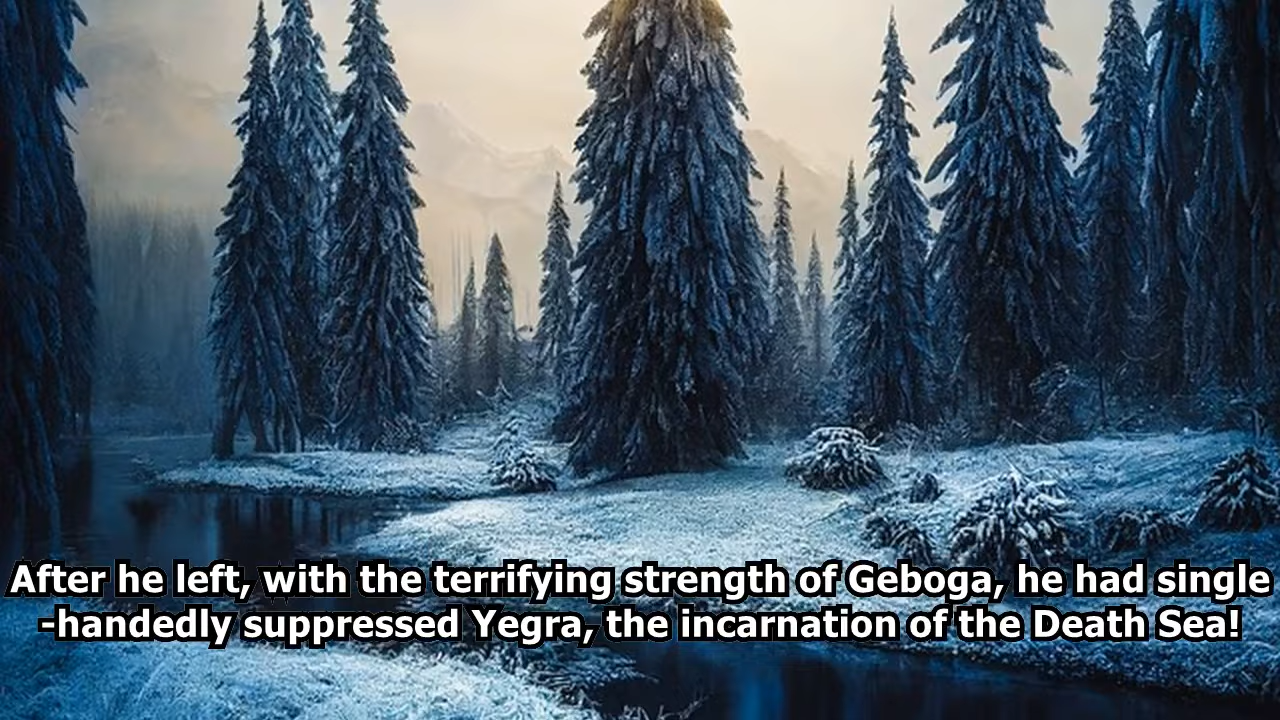 After he left, with the terrifying strength of Geboga, he had single
-handedly suppressed Yegra, the incarnation of the Death Sea!